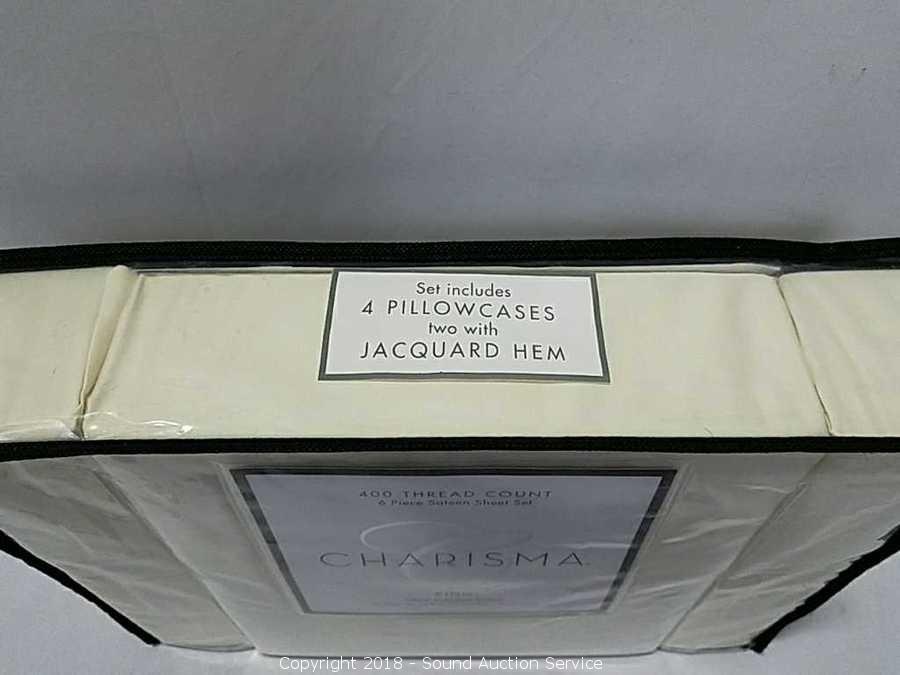 Set includes
4 PILLOWCASES
two with
JACQUARD HEM
400 THREAD COUNT
6 Piece Sateen Sheet Set
CHARISMA
KING
Copyright 2018 - Sound Auction Service